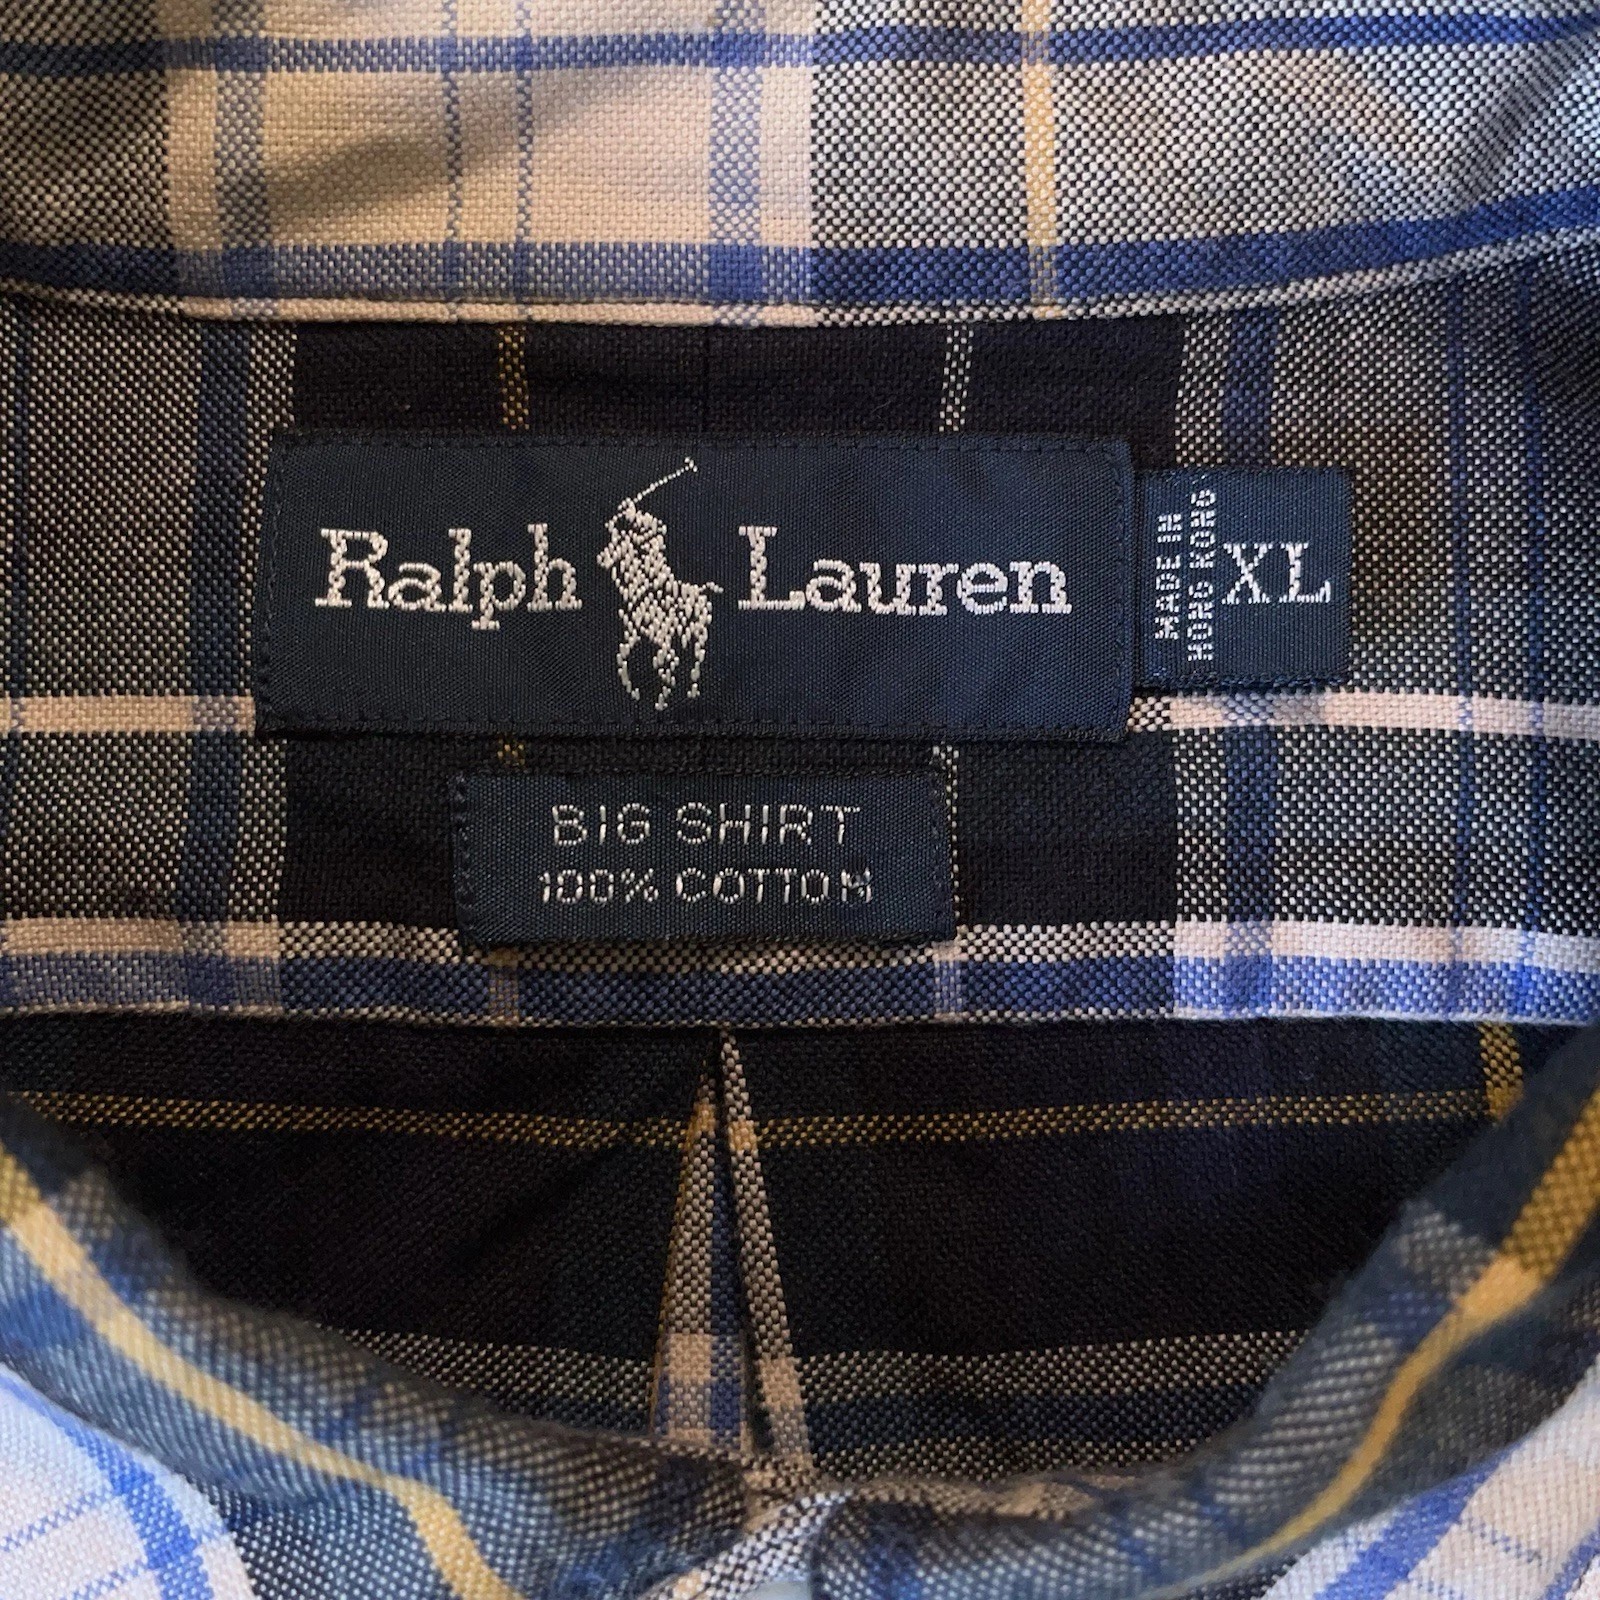 Ralph Lauren
MADE IN
HONG KONG
XL
BIG SHIRT
100% COTTON